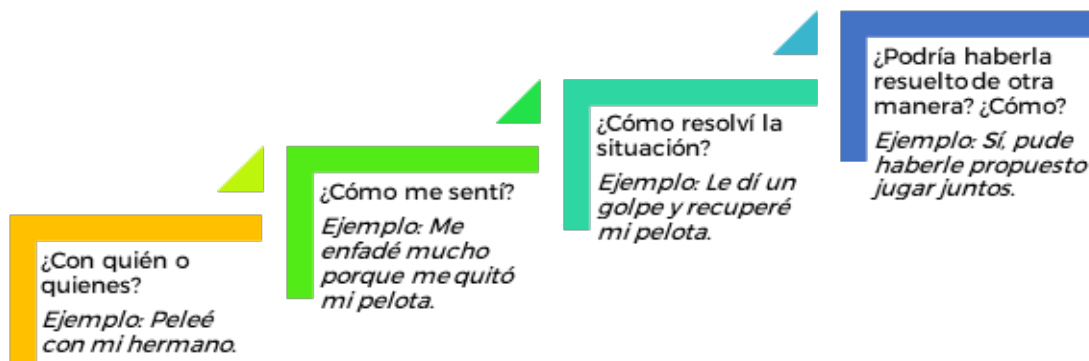 ¿Con quién o
quienes?
Ejemplo: Peleé
con mi hermano.
¿Cómo me sentí?
Ejemplo: Me
enfadé mucho
porque me quitó
mi pelota.
¿Cómo resolví la
situación?
Ejemplo: Le dí un
golpe y recuperé
mi pelota.
¿Podría haberla
resuelto de otra
manera? ¿Cómo?
Ejemplo: Sí, pude
haberle propuesto
jugar juntos.